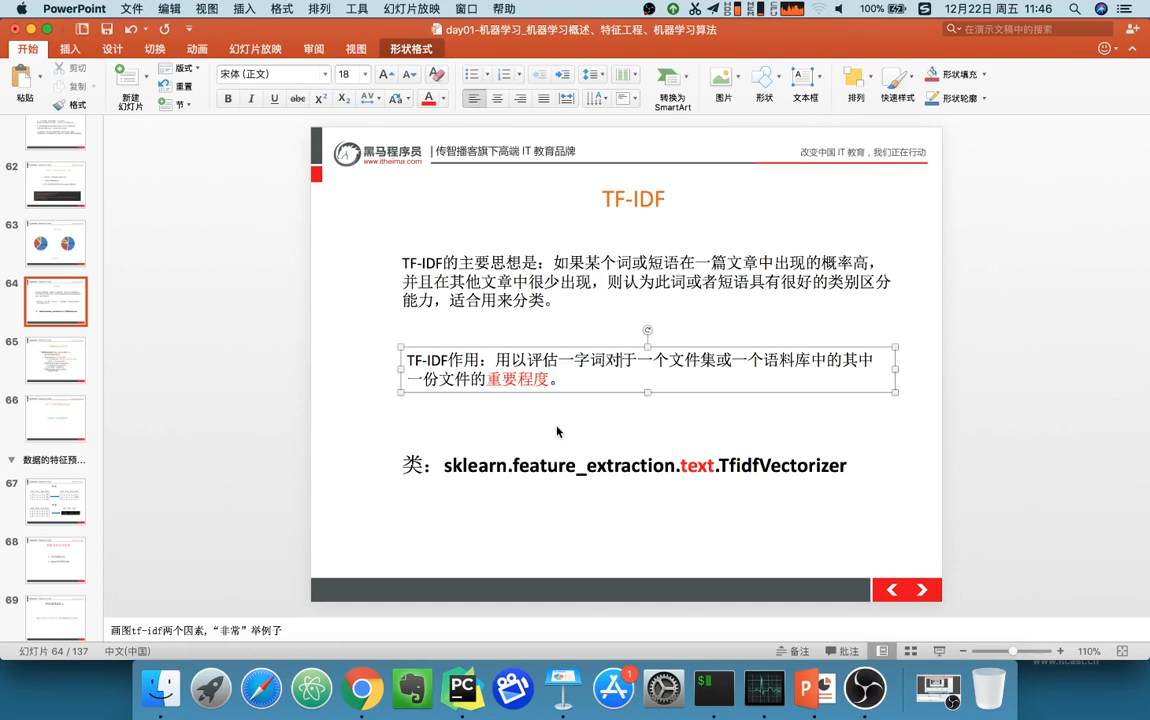 PowerPoint 文件 编辑 视图 插入 格式 排列 工具 幻灯片放映 窗口 帮助 100% 12月22日 周五 11:46
day01-机器学习_机器学习概述、特征工程、机器学习算法 在演示文稿中的搜索
开始 插入 设计 切换 动画 幻灯片放映 审阅 视图 形状格式
粘贴 剪切 复制 格式 新建幻灯片 版式 重置 节 宋体 (正文) 18 转换为 SmartArt 图片 形状 文本框 排列 快速样式 形状填充 形状轮廓
62
63
64
65
66
数据的特征预...
67
68
69
黑马程序员 www.itheima.com 传智播客旗下高端 IT 教育品牌 改变中国 IT 教育，我们正在行动
TF-IDF
TF-IDF的主要思想是：如果某个词或短语在一篇文章中出现的概率高，
并且在其他文章中很少出现，则认为此词或者短语具有很好的类别区分
能力，适合用来分类。
TF-IDF作用：用以评估一字词对于一个文件集或一个语料库中的其中
一份文件的重要程度。
类：sklearn.feature_extraction.text.TfidfVectorizer
画图tf-idf两个因素，“非常”举例子
幻灯片 64 / 137 中文(中国) 备注 批注 110%
www.itcast.cn
PC
1